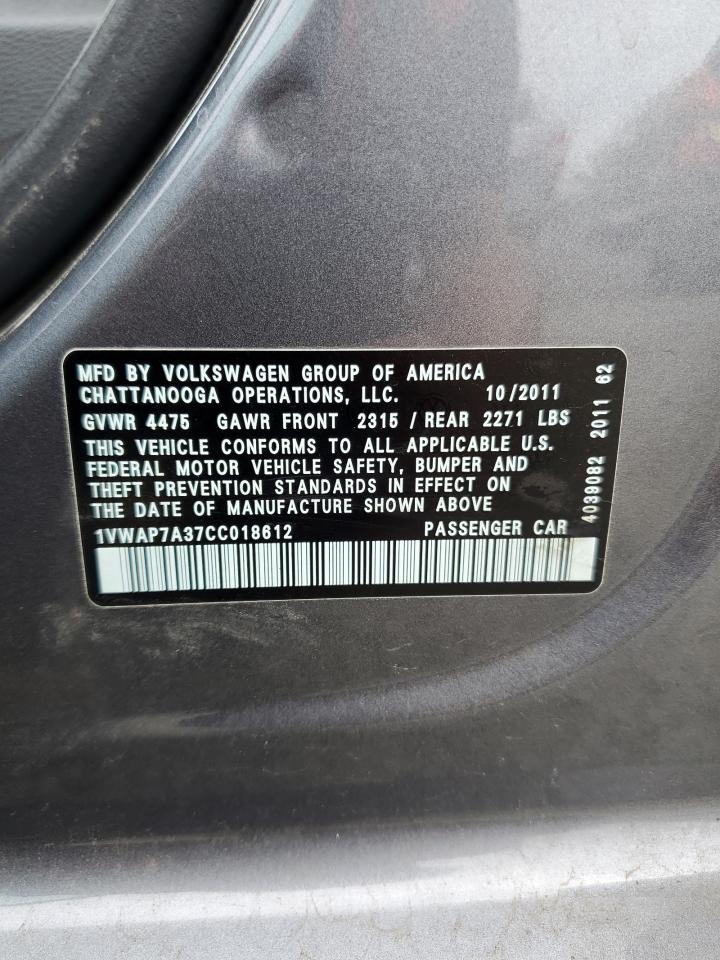 MFD BY VOLKSWAGEN GROUP OF AMERICA
CHATTANOOGA OPERATIONS, LLC. 10/2011
GVWR 4475 GAWR FRONT 2315 / REAR 2271 LBS
THIS VEHICLE CONFORMS TO ALL APPLICABLE U.S.
FEDERAL MOTOR VEHICLE SAFETY, BUMPER AND
THEFT PREVENTION STANDARDS IN EFFECT ON
THE DATE OF MANUFACTURE SHOWN ABOVE
1VWAP7A37CC018612 PASSENGER CAR
4039082 2011 62